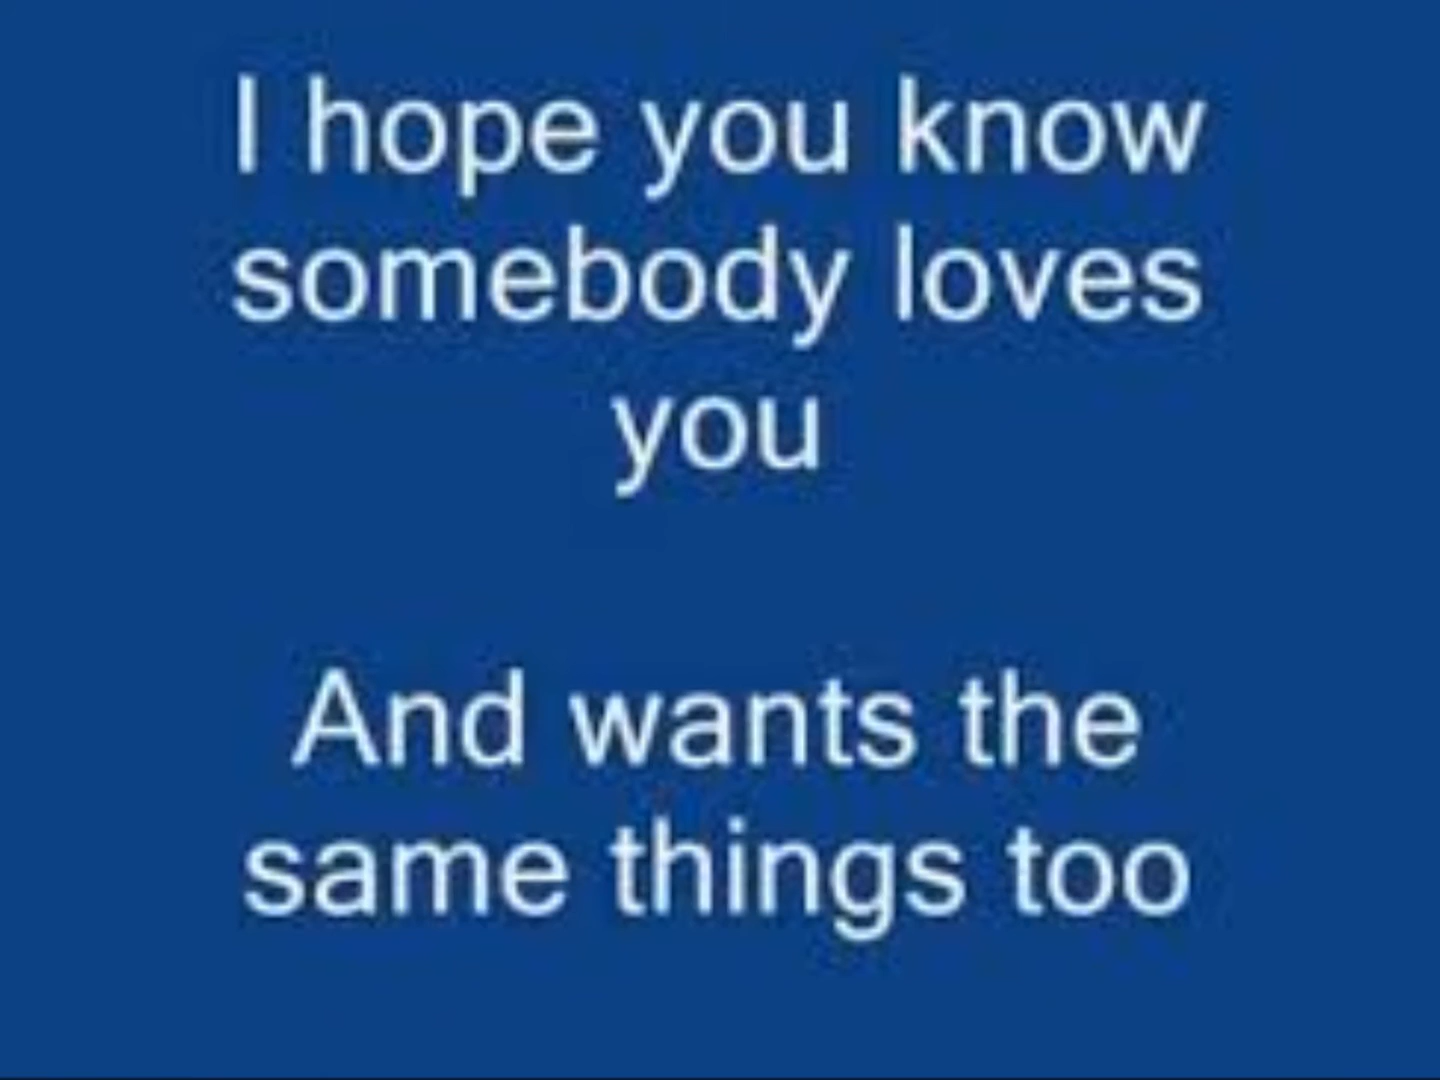 I hope you know
somebody loves
you
And wants the
same things too